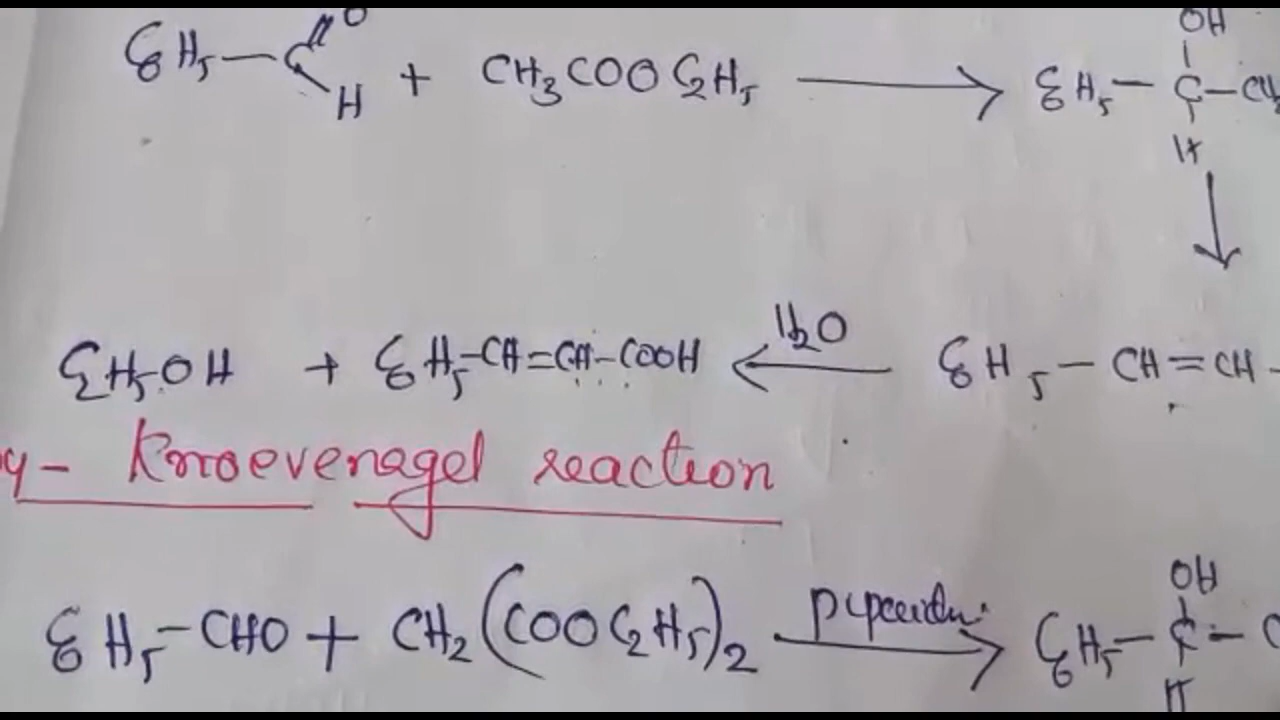 C6H5—C=O H + CH3COOC2H5 ⟶ C6H5—C—CH OH H
C2H5OH + C6H5-CH=CH-COOH ⟵ H2O C6H5-CH=CH-
y- Knoevenagel reaction
C6H5-CHO + CH2(COOC2H5)2 ⟶ C6H5-C- OH H